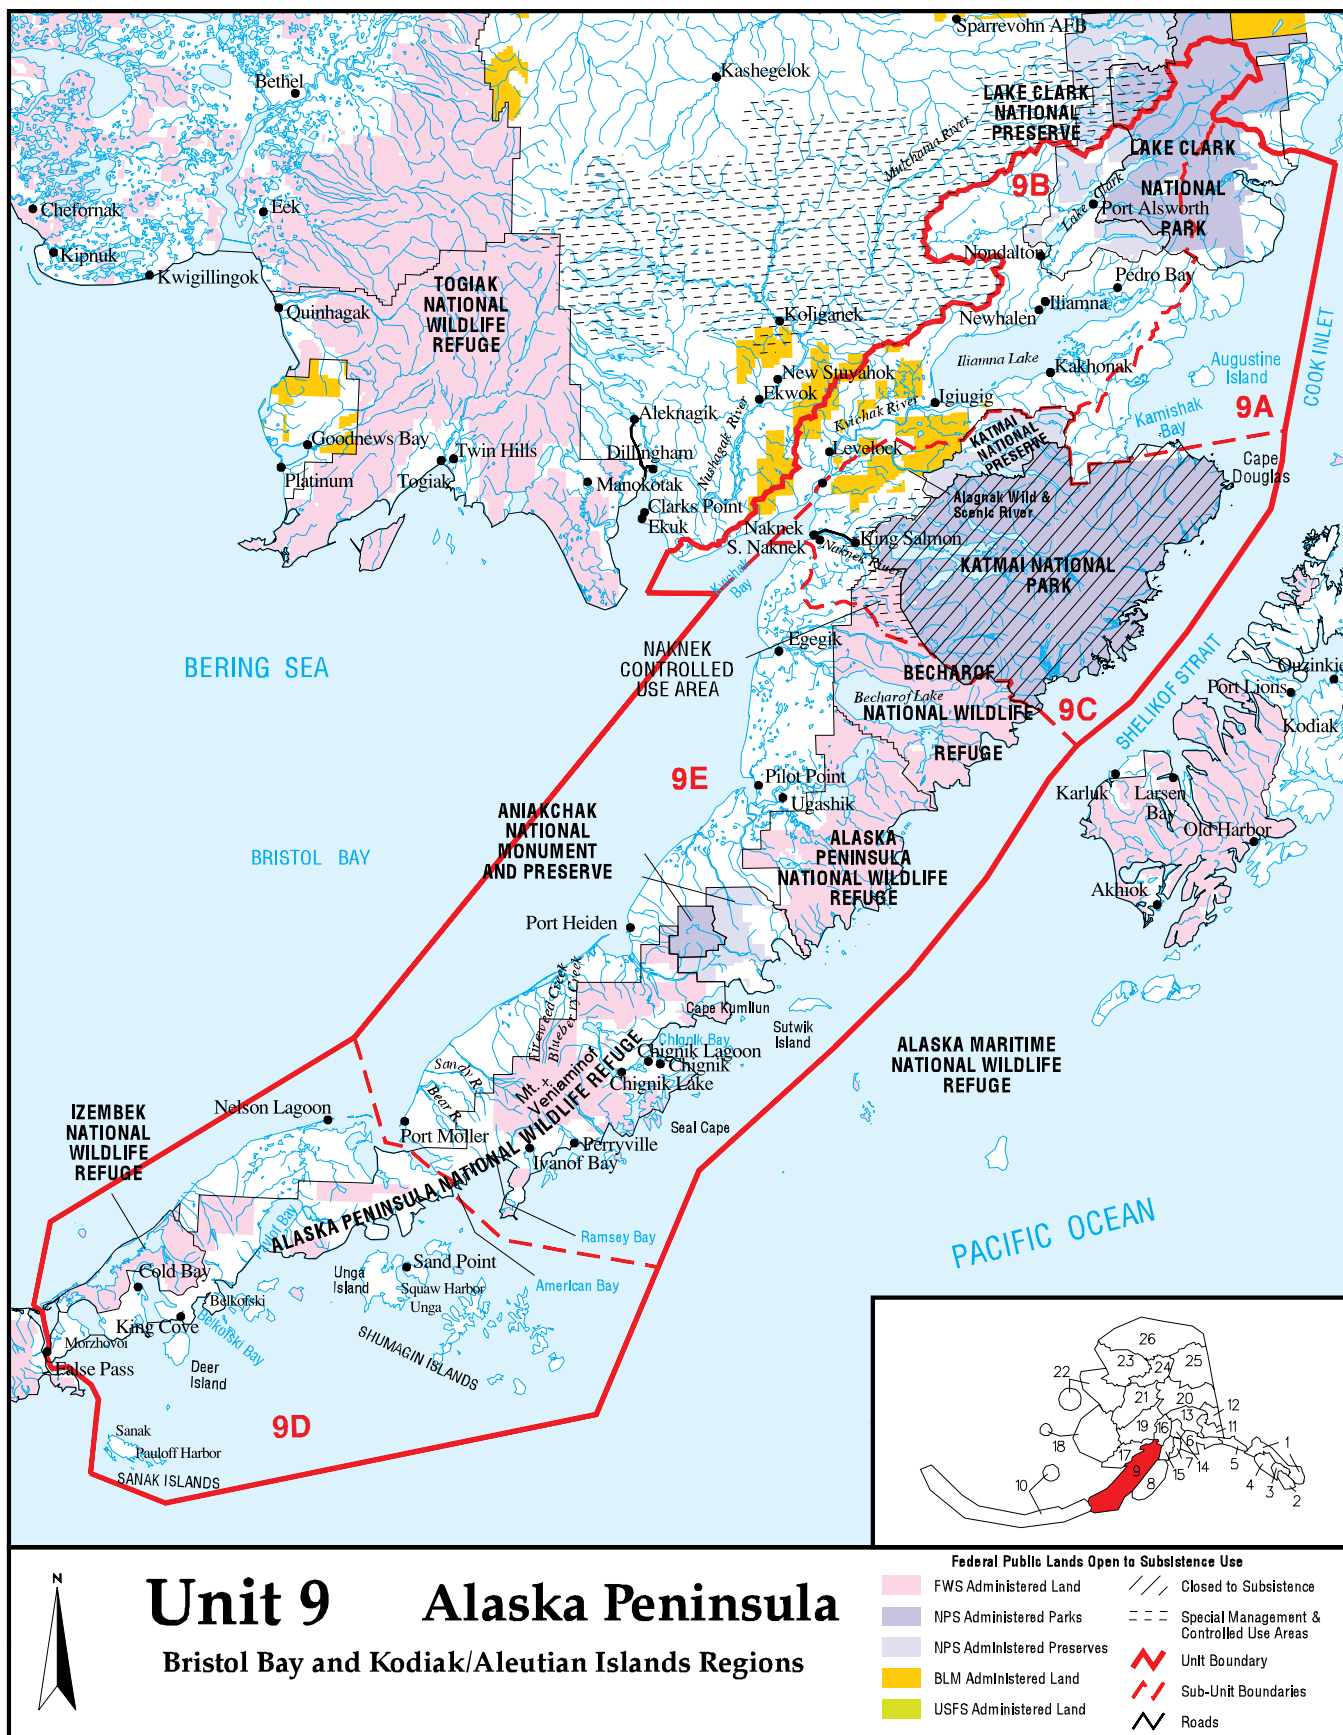 Sparrevohn AFB
Kashegelok
Bethel
LAKE CLARK
NATIONAL
PRESERVE
Mulchatna River
LAKE CLARK
NATIONAL
PARK
9B
Lake Clark
Port Alsworth
Chefornak
Eek
Kipnuk
Kwigillingok
Nondalton
Pedro Bay
TOGIAK
NATIONAL
WILDLIFE
REFUGE
Quinhagak
Koliganek
Iliamna
Newhalen
COOK INLET
Iliamna Lake
Kakhonak
Augustine
Island
New Stuyahok
Ekwok
Igiugig
9A
Kvichak River
Kamishak
Bay
Aleknagik
Nushagak River
KATMAI
NATIONAL
PRESERVE
Goodnews Bay
Twin Hills
Dillingham
Levelock
Cape
Douglas
Platinum
Togiak
Manokotak
Alagnak Wild &
Scenic River
Clarks Point
Ekuk
Naknek
S. Naknek
King Salmon
Naknek River
KATMAI NATIONAL
PARK
Kvichak
Bay
BERING SEA
NAKNEK
CONTROLLED
USE AREA
Egegik
BECHAROF
NATIONAL WILDLIFE
REFUGE
Becharof Lake
9C
SHELIKOF STRAIT
Ouzinkie
Port Lions
Kodiak
9E
Pilot Point
Ugashik
Karluk
Larsen
Bay
Old Harbor
ANIAKCHAK
NATIONAL
MONUMENT
AND PRESERVE
BRISTOL BAY
ALASKA
PENINSULA
NATIONAL WILDLIFE
REFUGE
Akhiok
Port Heiden
Fireweed Creek
Blueberry Creek
Cape Kumliun
Sutwik
Island
ALASKA MARITIME
NATIONAL WILDLIFE
REFUGE
Chignik Bay
Chignik Lagoon
Chignik
Chignik Lake
Sandy R.
Bear R.
Mt. +
Veniaminof
IZEMBEK
NATIONAL
WILDLIFE
REFUGE
Nelson Lagoon
Port Moller
Seal Cape
Perryville
Ivanof Bay
ALASKA PENINSULA NATIONAL WILDLIFE REFUGE
PACIFIC OCEAN
Ramsey Bay
American Bay
Cold Bay
Unga
Island
Sand Point
Squaw Harbor
Unga
Belkofski
King Cove
Belkofski Bay
Morzhovoi
False Pass
Deer
Island
SHUMAGIN ISLANDS
9D
Sanak
Pauloff Harbor
SANAK ISLANDS
26
23
24
25
22
21
20
12
13
11
19
16
18
17
6
1
9
15
7
14
5
10
8
4
3
2
N
Unit 9 Alaska Peninsula
Bristol Bay and Kodiak/Aleutian Islands Regions
Federal Public Lands Open to Subsistence Use
FWS Administered Land
NPS Administered Parks
NPS Administered Preserves
BLM Administered Land
USFS Administered Land
Closed to Subsistence
Special Management &
Controlled Use Areas
Unit Boundary
Sub-Unit Boundaries
Roads